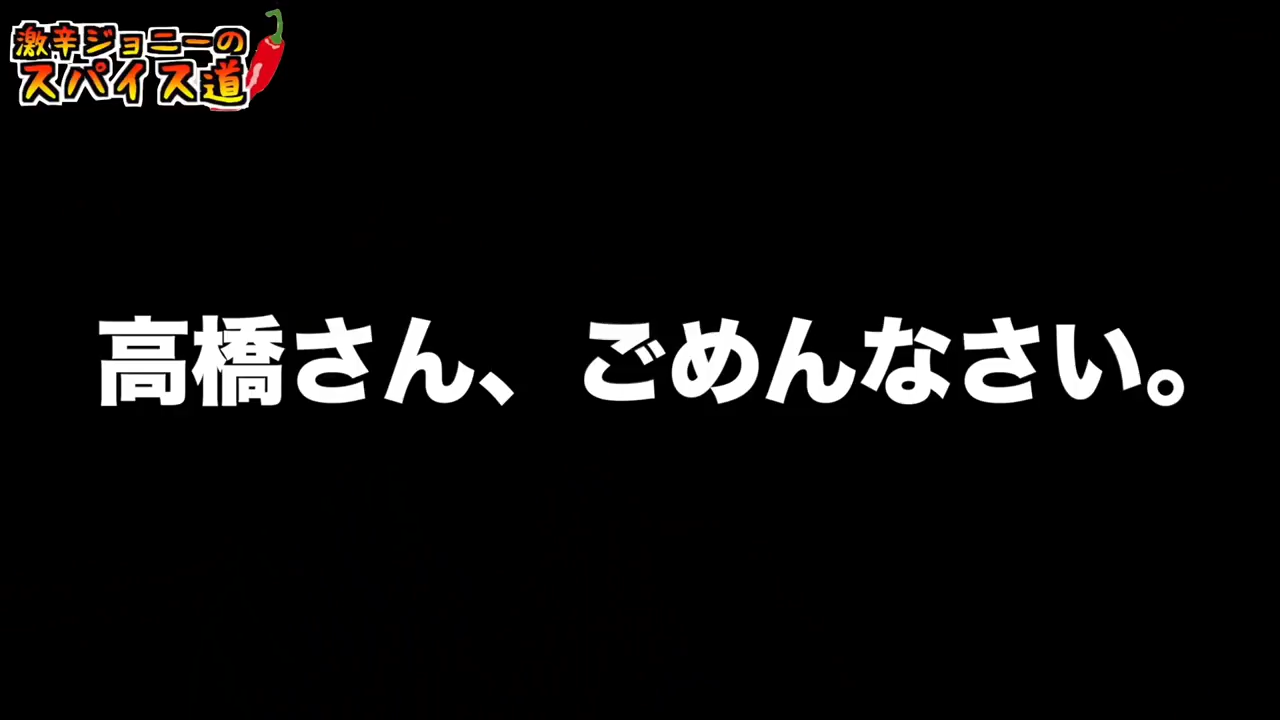 激辛ジョニーの
スパイス道
高橋さん、ごめんなさい。